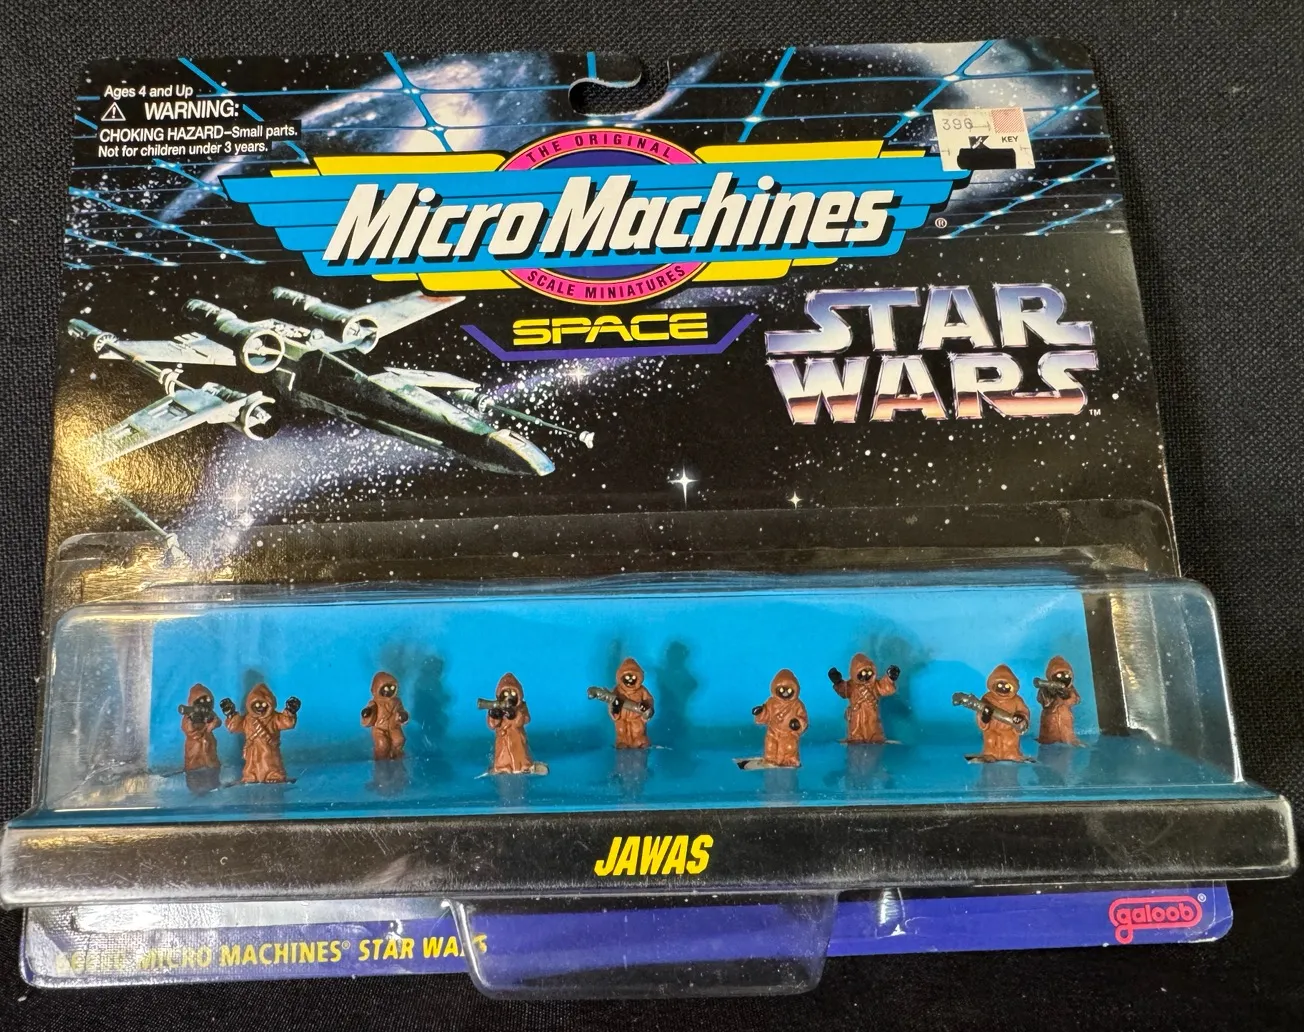 Ages 4 and Up
WARNING:
CHOKING HAZARD–Small parts.
Not for children under 3 years.
396
KEY
THE ORIGINAL
Micro Machines®
SCALE MINIATURES
SPACE
STAR
WARS™
JAWAS
MICRO MACHINES® STAR WARS
galoob®